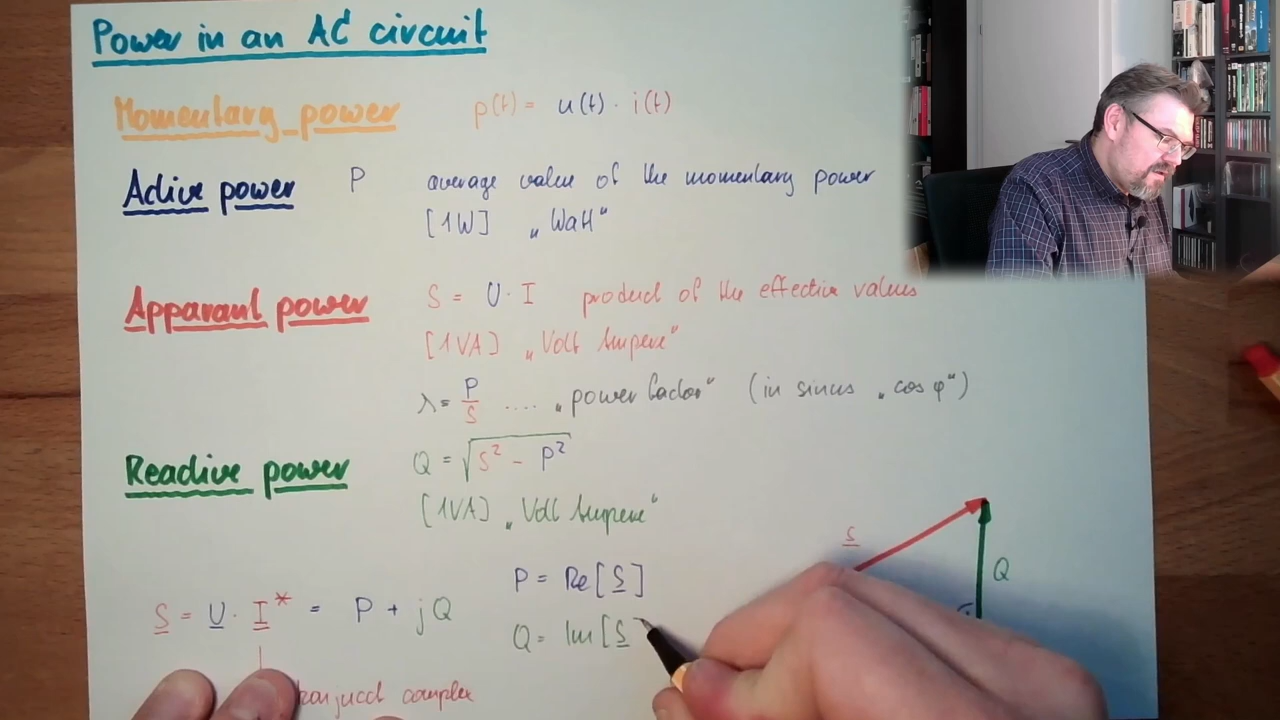 Power in an AC circuit
Momentary power p(t) = u(t) · i(t)
Active power P average value of the momentary power
[1W] „Watt“
Apparant power S = U · I product of the effective values
[1VA] „Volt Ampere“
λ = P/S .... „power factor“ (in sinus „cos φ“)
Reactive power Q = √(S² - P²)
[1VA] „Volt Ampere“
S
Q
P = Re[S]
S = U · I* = P + jQ
Q = Im[S]
konjucct complex